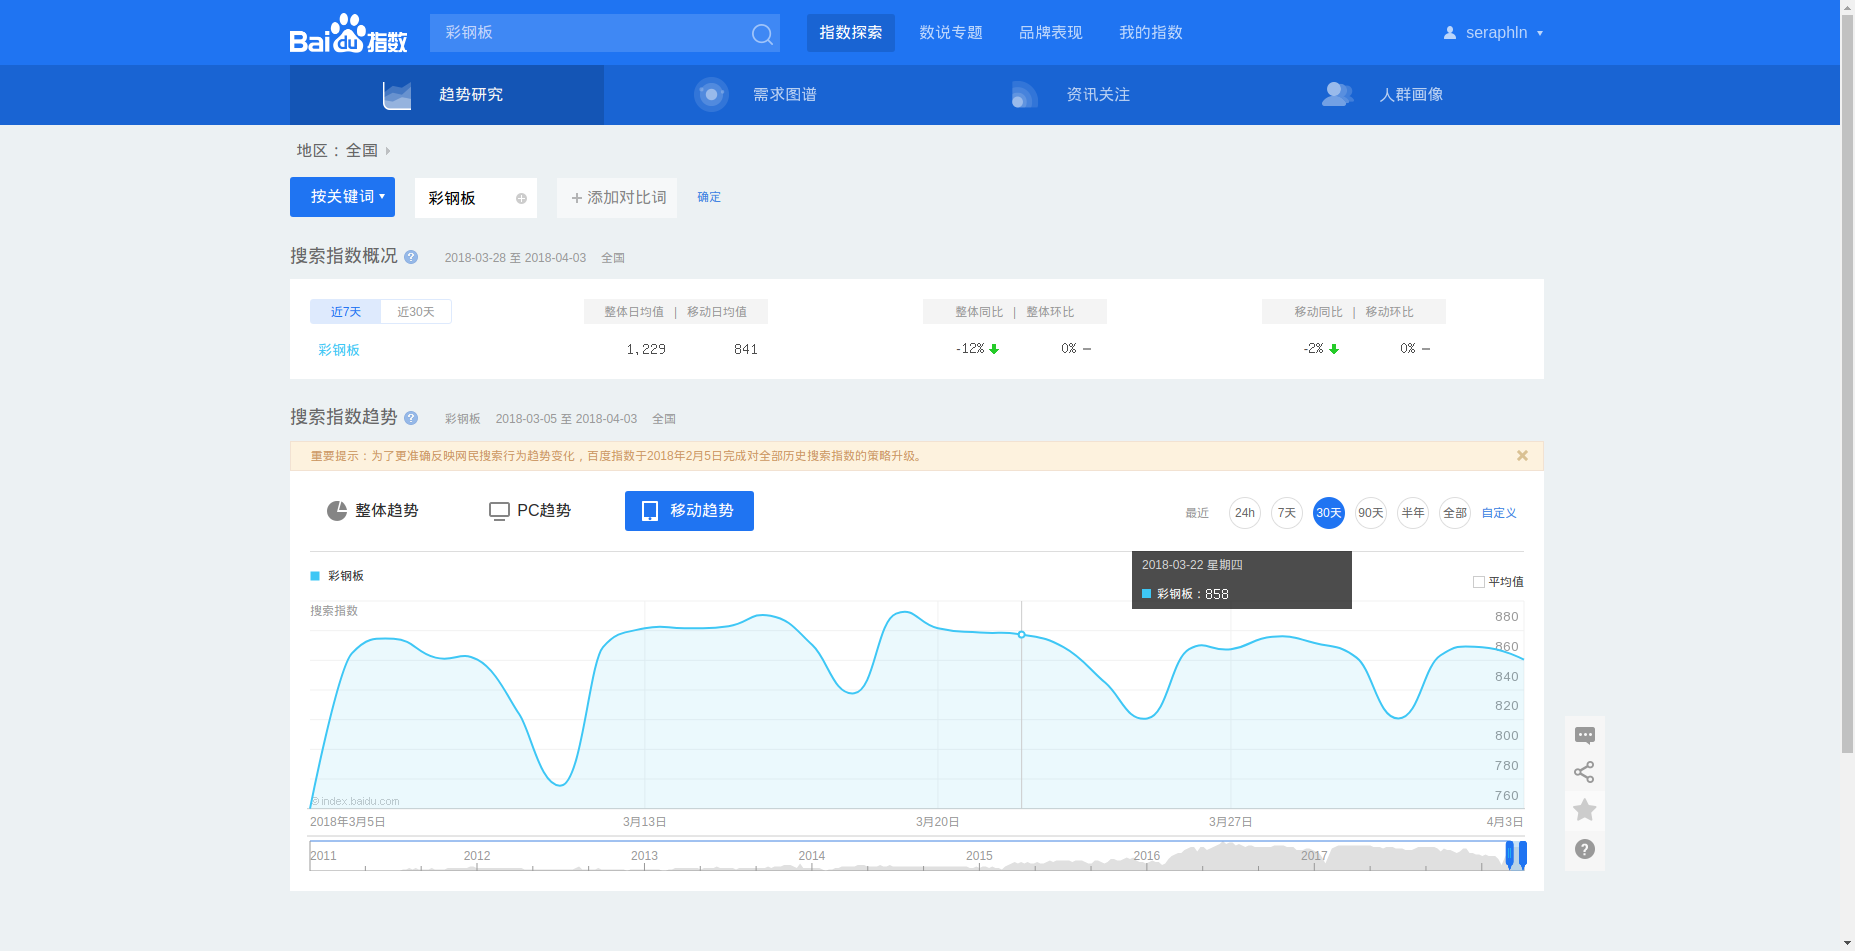 Bai du 指数
彩钢板
指数探索 数说专题 品牌表现 我的指数
seraphln
趋势研究 需求图谱 资讯关注 人群画像
地区：全国
按关键词 彩钢板 添加对比词 确定
搜索指数概况 ? 2018-03-28 至 2018-04-03 全国
近7天 近30天 整体日均值 | 移动日均值 整体同比 | 整体环比 移动同比 | 移动环比
彩钢板 1,229 841 -12% 0% -2% 0%
搜索指数趋势 ? 彩钢板 2018-03-05 至 2018-04-03 全国
重要提示：为了更准确反映网民搜索行为趋势变化，百度指数于2018年2月5日完成对全部历史搜索指数的策略升级。
整体趋势 PC趋势 移动趋势 最近 24h 7天 30天 90天 半年 全部 自定义
2018-03-22 星期四
彩钢板：858
彩钢板
平均值
搜索指数
880
860
840
820
800
780
760
© index.baidu.com
2018年3月5日 3月13日 3月20日 3月27日 4月3日
2011 2012 2013 2014 2015 2016 2017
?